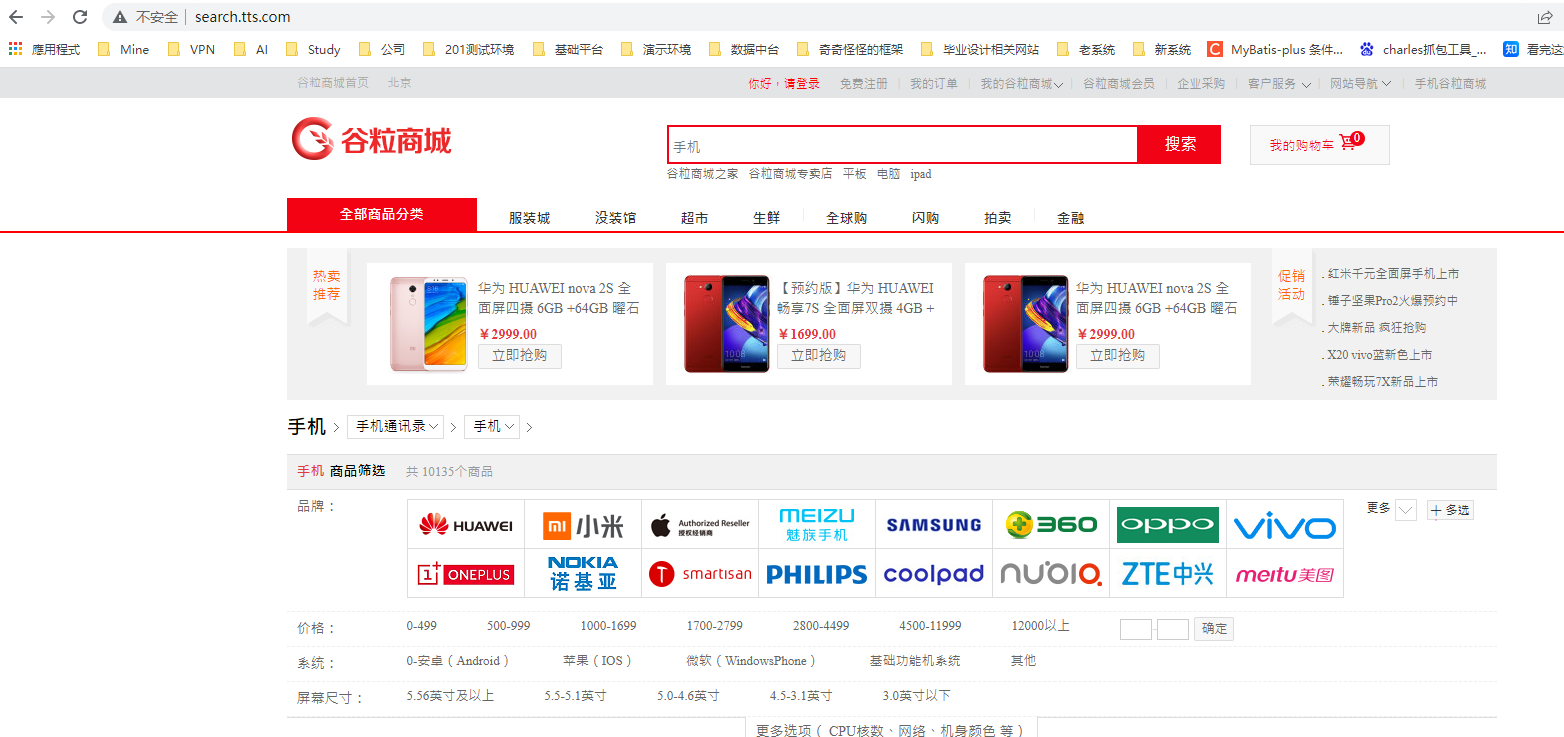 不安全 search.tts.com
應用程式 Mine VPN AI Study 公司 201测试环境 基础平台 演示环境 数据中台 奇奇怪怪的框架 毕业设计相关网站 老系统 新系统 MyBatis-plus 条件... charles抓包工具_... 知 看完这
谷粒商城首页 北京 你好，请登录 免费注册 我的订单 我的谷粒商城 谷粒商城会员 企业采购 客户服务 网站导航 手机谷粒商城
谷粒商城 手机 搜索 我的购物车 0
谷粒商城之家 谷粒商城专卖店 平板 电脑 ipad
全部商品分类 服装城 没装馆 超市 生鲜 全球购 闪购 拍卖 金融
热卖推荐
华为 HUAWEI nova 2S 全
面屏四摄 6GB +64GB 曜石
￥2999.00
立即抢购
【预约版】华为 HUAWEI
畅享7S 全面屏双摄 4GB +
￥1699.00
立即抢购
华为 HUAWEI nova 2S 全
面屏四摄 6GB +64GB 曜石
￥2999.00
立即抢购
促销活动
. 红米千元全面屏手机上市
. 锤子坚果Pro2火爆预约中
. 大牌新品 疯狂抢购
. X20 vivo蓝新色上市
. 荣耀畅玩7X新品上市
手机 手机通讯录 手机
手机 商品筛选 共 10135个商品
品牌： HUAWEI mi 小米 Authorized Reseller 授权经销商 MEIZU 魅族手机 SAMSUNG 360 oppo vivo 更多 + 多选
1+ ONEPLUS NOKIA 诺基亚 T smartisan PHILIPS coolpad nubia ZTE中兴 meitu美图
价格： 0-499 500-999 1000-1699 1700-2799 2800-4499 4500-11999 12000以上 - 确定
系统： 0-安卓（Android） 苹果（IOS） 微软（WindowsPhone） 基础功能机系统 其他
屏幕尺寸： 5.56英寸及以上 5.5-5.1英寸 5.0-4.6英寸 4.5-3.1英寸 3.0英寸以下
更多选项（ CPU核数、网络、机身颜色 等）